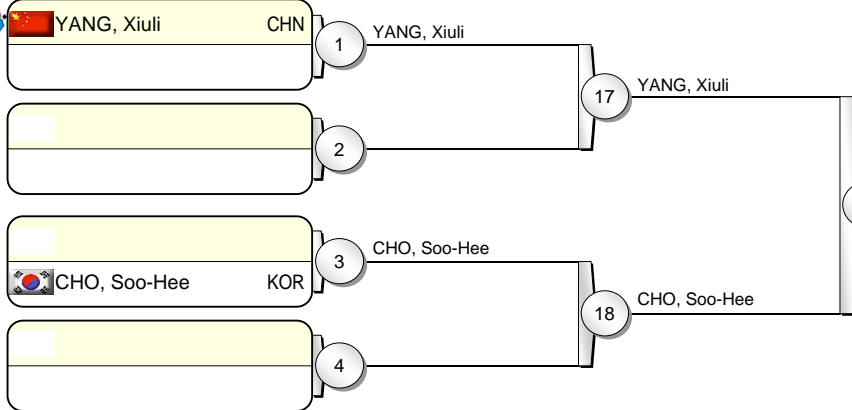 YANG, Xiuli CHN
1
YANG, Xiuli
17
YANG, Xiuli
2
3
CHO, Soo-Hee
CHO, Soo-Hee KOR
18
CHO, Soo-Hee
4